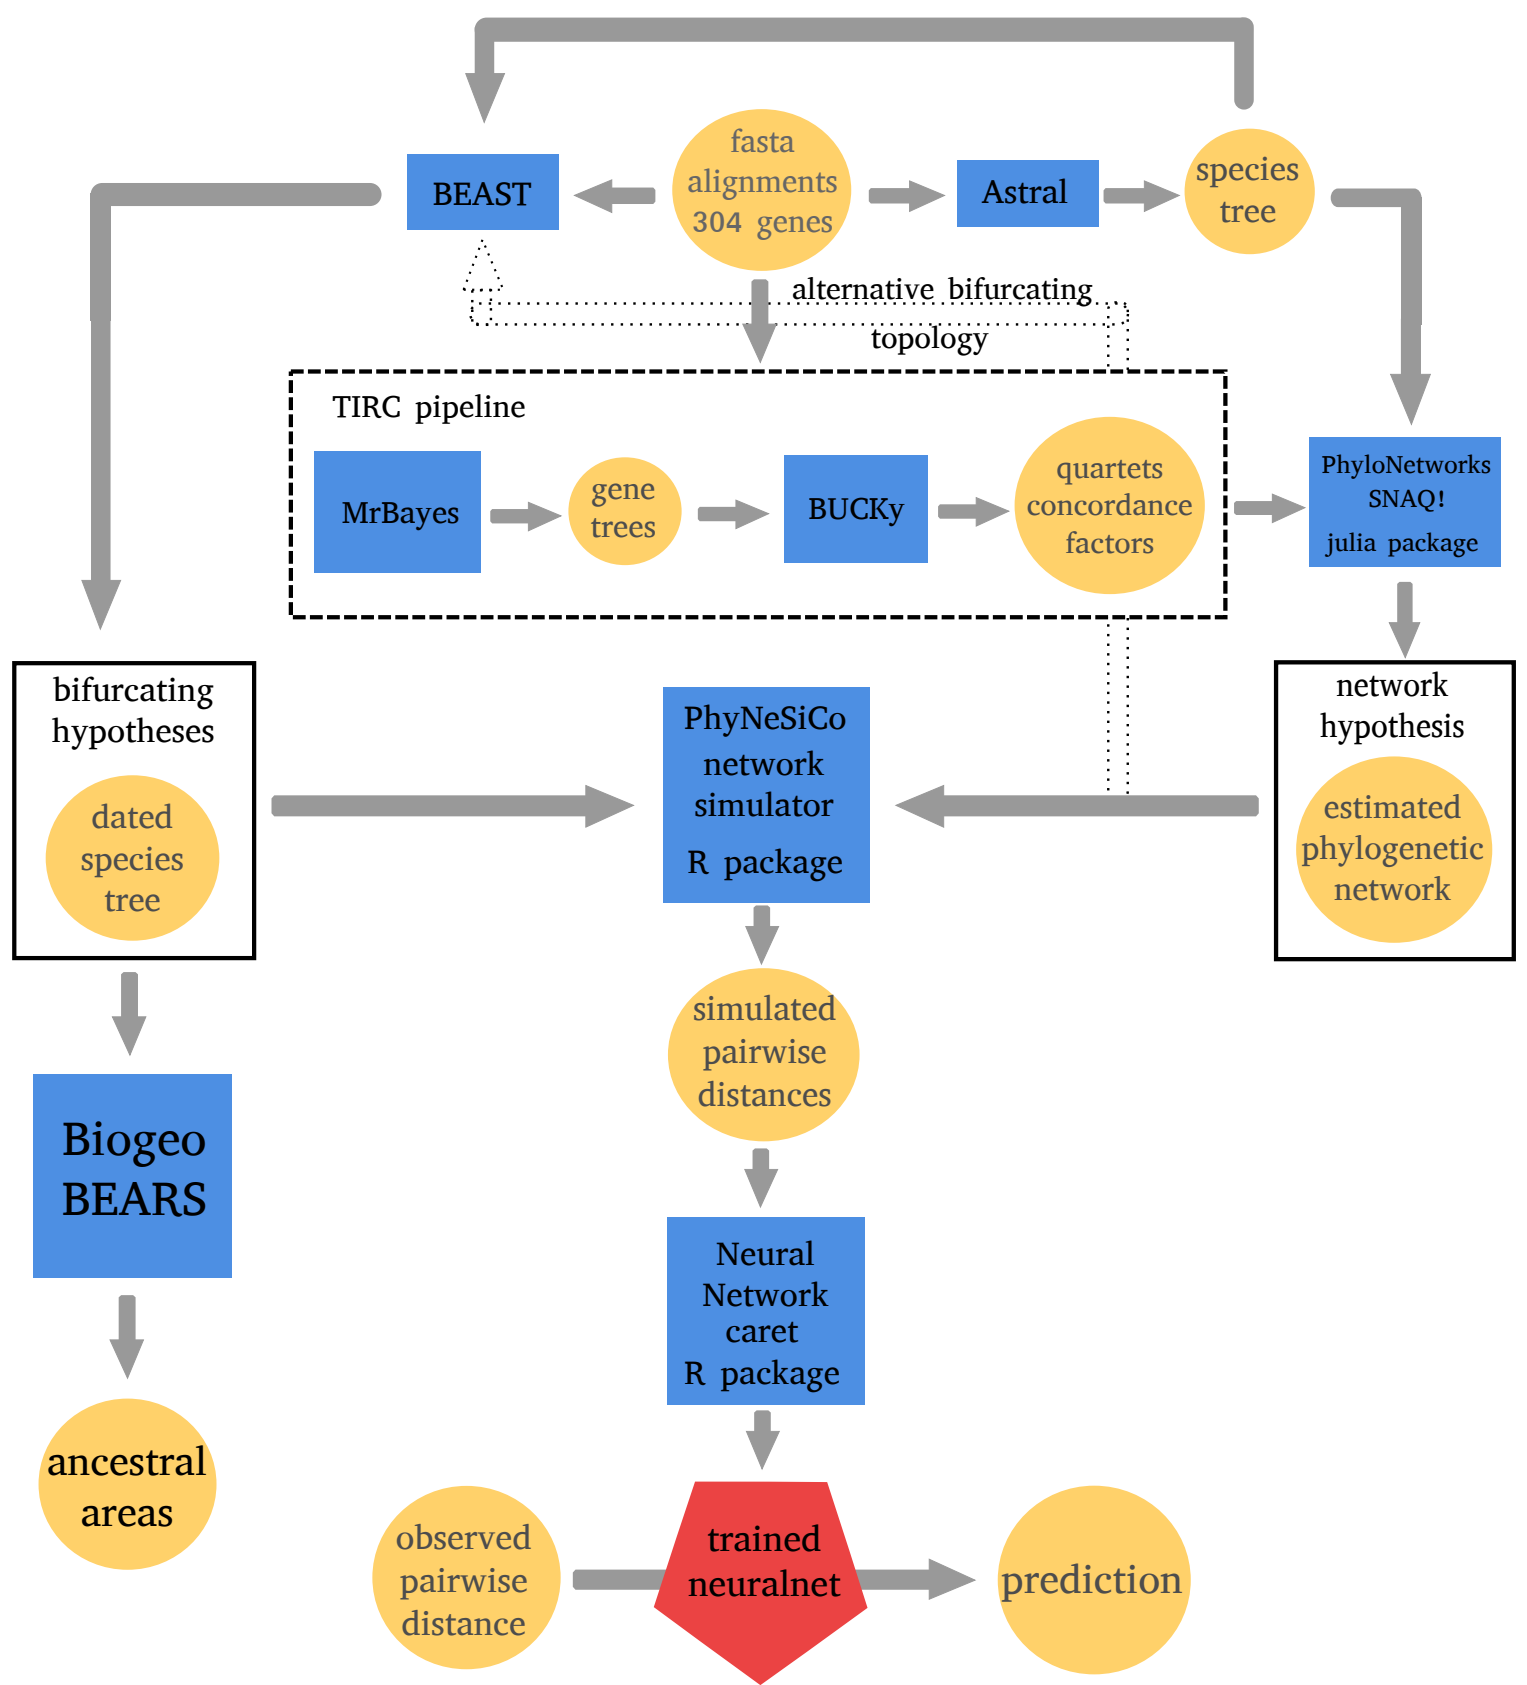 BEAST
fasta
alignments
304 genes
Astral
species
tree
alternative bifurcating
topology
TIRC pipeline
MrBayes
gene
trees
BUCKy
quartets
concordance
factors
PhyloNetworks
SNAQ!
julia package
bifurcating
hypotheses
dated
species
tree
PhyNeSiCo
network
simulator
R package
network
hypothesis
estimated
phylogenetic
network
simulated
pairwise
distances
Biogeo
BEARS
Neural
Network
caret
R package
ancestral
areas
observed
pairwise
distance
trained
neuralnet
prediction